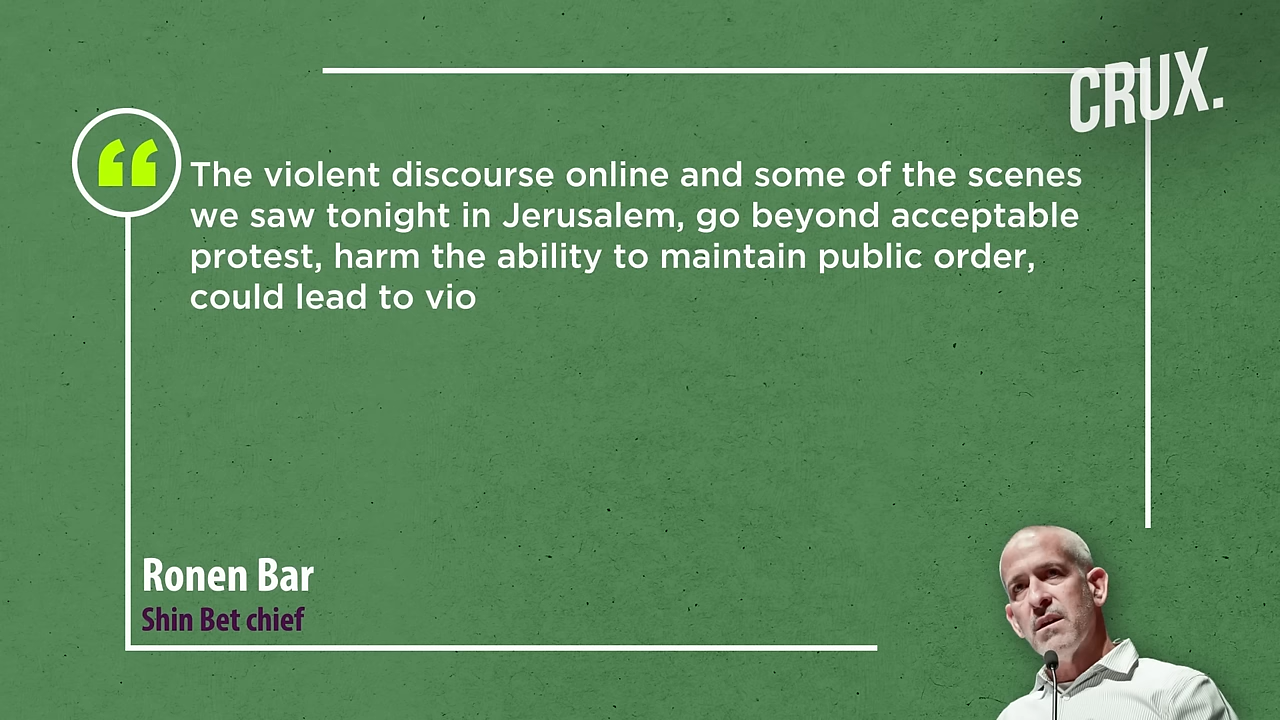 CRUX.
“
The violent discourse online and some of the scenes
we saw tonight in Jerusalem, go beyond acceptable
protest, harm the ability to maintain public order,
could lead to vio
Ronen Bar
Shin Bet chief